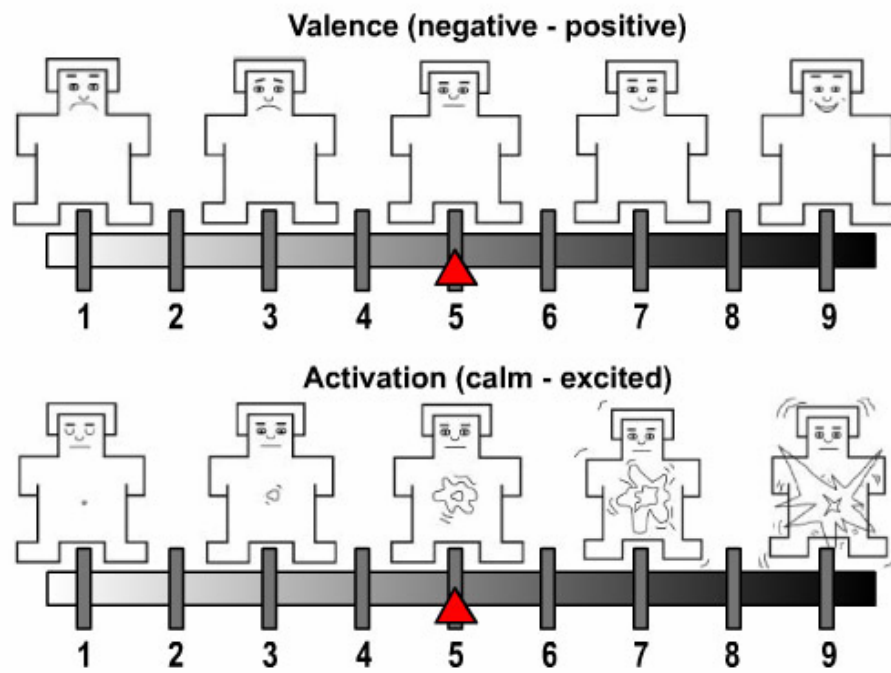 Valence (negative - positive)
1 2 3 4 5 6 7 8 9
Activation (calm - excited)
1 2 3 4 5 6 7 8 9